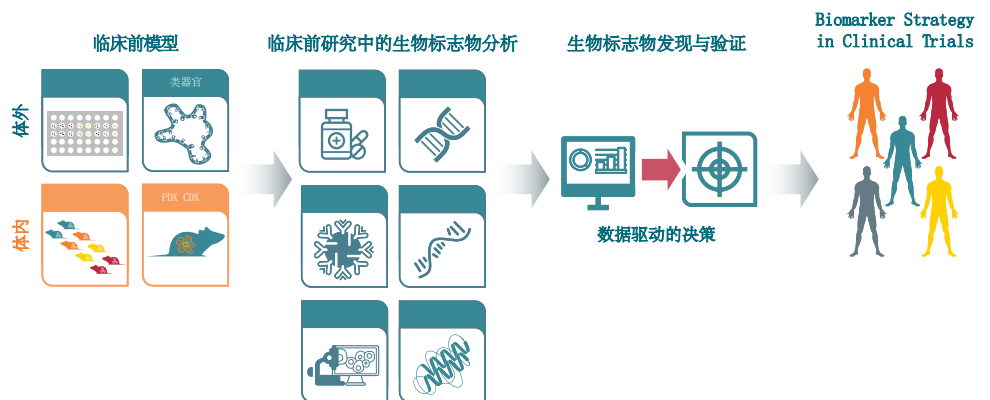 临床前模型
临床前研究中的生物标志物分析
生物标志物发现与验证
Biomarker Strategy
in Clinical Trials
体外
类器官
体内
PDX CDX
数据驱动的决策